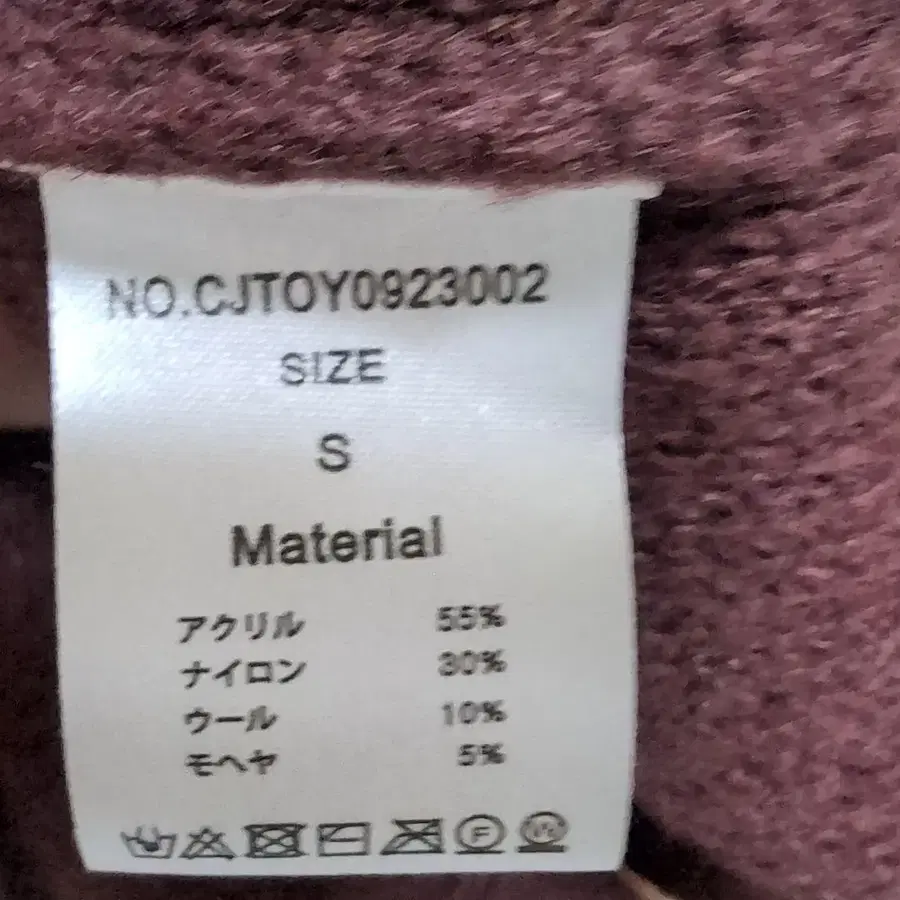 NO.CJTOY0923002
SIZE
S
Material
アクリル 55%
ナイロン 30%
ウール 10%
モヘヤ 5%
F W